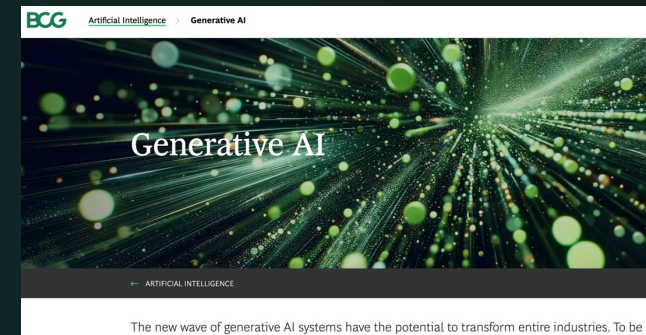 BCG
Artificial Intelligence > Generative AI
Generative AI
← ARTIFICIAL INTELLIGENCE
The new wave of generative AI systems have the potential to transform entire industries. To be